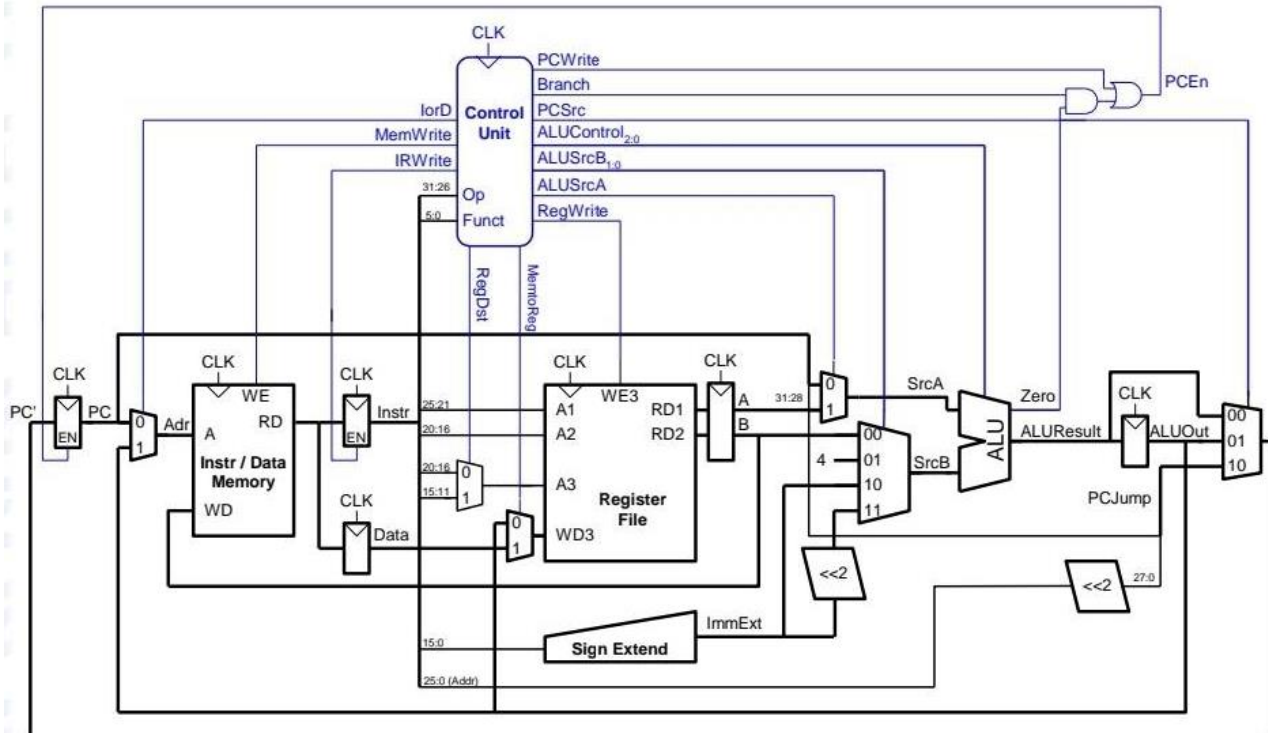 CLK
PCWrite
Branch
PCEn
IorD
Control
Unit
PCSrc
MemWrite
ALUControl2:0
IRWrite
ALUSrcB1:0
31:26
Op
ALUSrcA
5:0
Funct
RegWrite
RegDst
MemtoReg
CLK
CLK
CLK
CLK
CLK
CLK
PC'
PC
EN
0
1
Adr
WE
A
RD
Instr / Data
Memory
WD
EN
Instr
CLK
Data
25:21
20:16
20:16
15:11
0
1
0
1
A1
A2
A3
WD3
WE3
RD1
RD2
Register
File
A
B
31:28
0
1
SrcA
4
00
01
10
11
SrcB
ALU
Zero
ALUResult
ALUOut
00
01
10
PCJump
<<2
<<2
27:0
ImmExt
15:0
Sign Extend
25:0 (Addr)